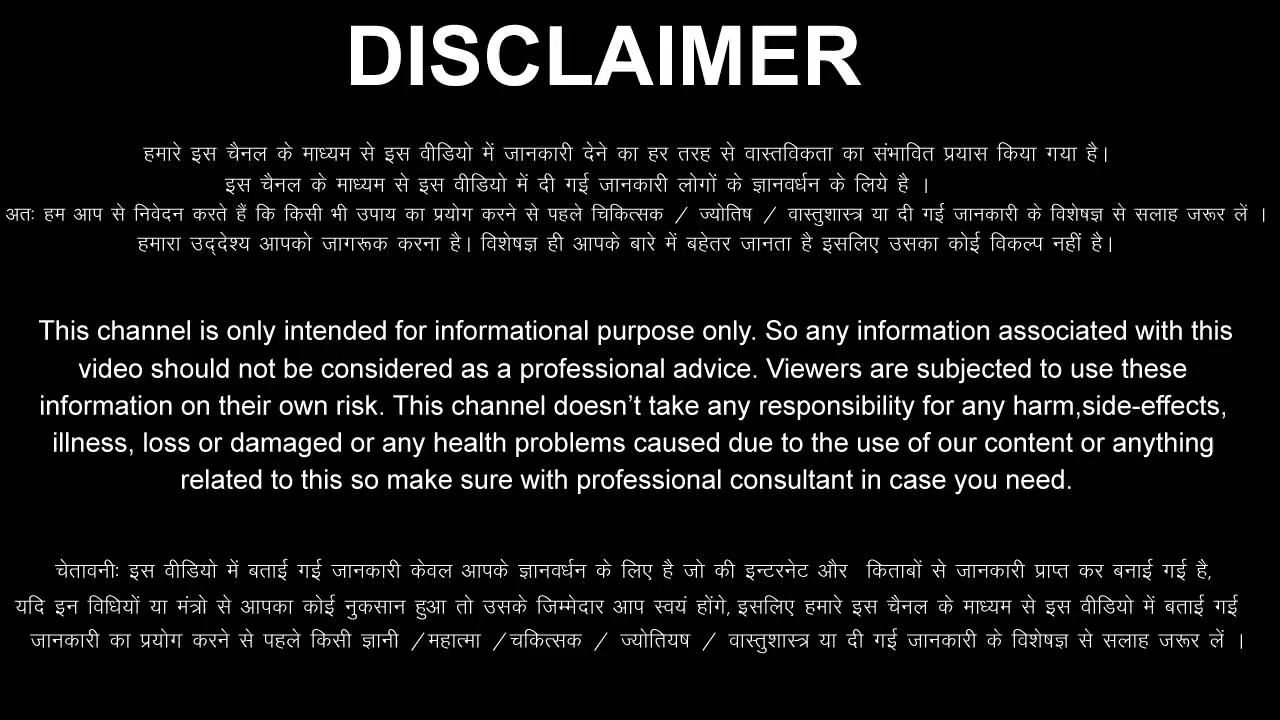 DISCLAIMER
हमारे इस चैनल के माध्यम से इस वीडियो में जानकारी देने का हर तरह से वास्तविकता का संभावित प्रयास किया गया है।
इस चैनल के माध्यम से इस वीडियो में दी गई जानकारी लोगों के ज्ञानवर्धन के लिये है ।
अतः हम आप से निवेदन करते हैं कि किसी भी उपाय का प्रयोग करने से पहले चिकित्सक / ज्योतिष / वास्तुशास्त्र या दी गई जानकारी के विशेषज्ञ से सलाह जरूर लें ।
हमारा उद्देश्य आपको जागरूक करना है। विशेषज्ञ ही आपके बारे में बहेतर जानता है इसलिए उसका कोई विकल्प नहीं है।
This channel is only intended for informational purpose only. So any information associated with this
video should not be considered as a professional advice. Viewers are subjected to use these
information on their own risk. This channel doesn’t take any responsibility for any harm,side-effects,
illness, loss or damaged or any health problems caused due to the use of our content or anything
related to this so make sure with professional consultant in case you need.
चेतावनीः इस वीडियो में बताई गई जानकारी केवल आपके ज्ञानवर्धन के लिए है जो की इन्टरनेट और किताबों से जानकारी प्राप्त कर बनाई गई है,
यदि इन विधियों या मंत्रो से आपका कोई नुकसान हुआ तो उसके जिम्मेदार आप स्वयं होंगे, इसलिए हमारे इस चैनल के माध्यम से इस वीडियो में बताई गई
जानकारी का प्रयोग करने से पहले किसी ज्ञानी /महात्मा /चकित्सक / ज्योतियष / वास्तुशास्त्र या दी गई जानकारी के विशेषज्ञ से सलाह जरूर लें ।